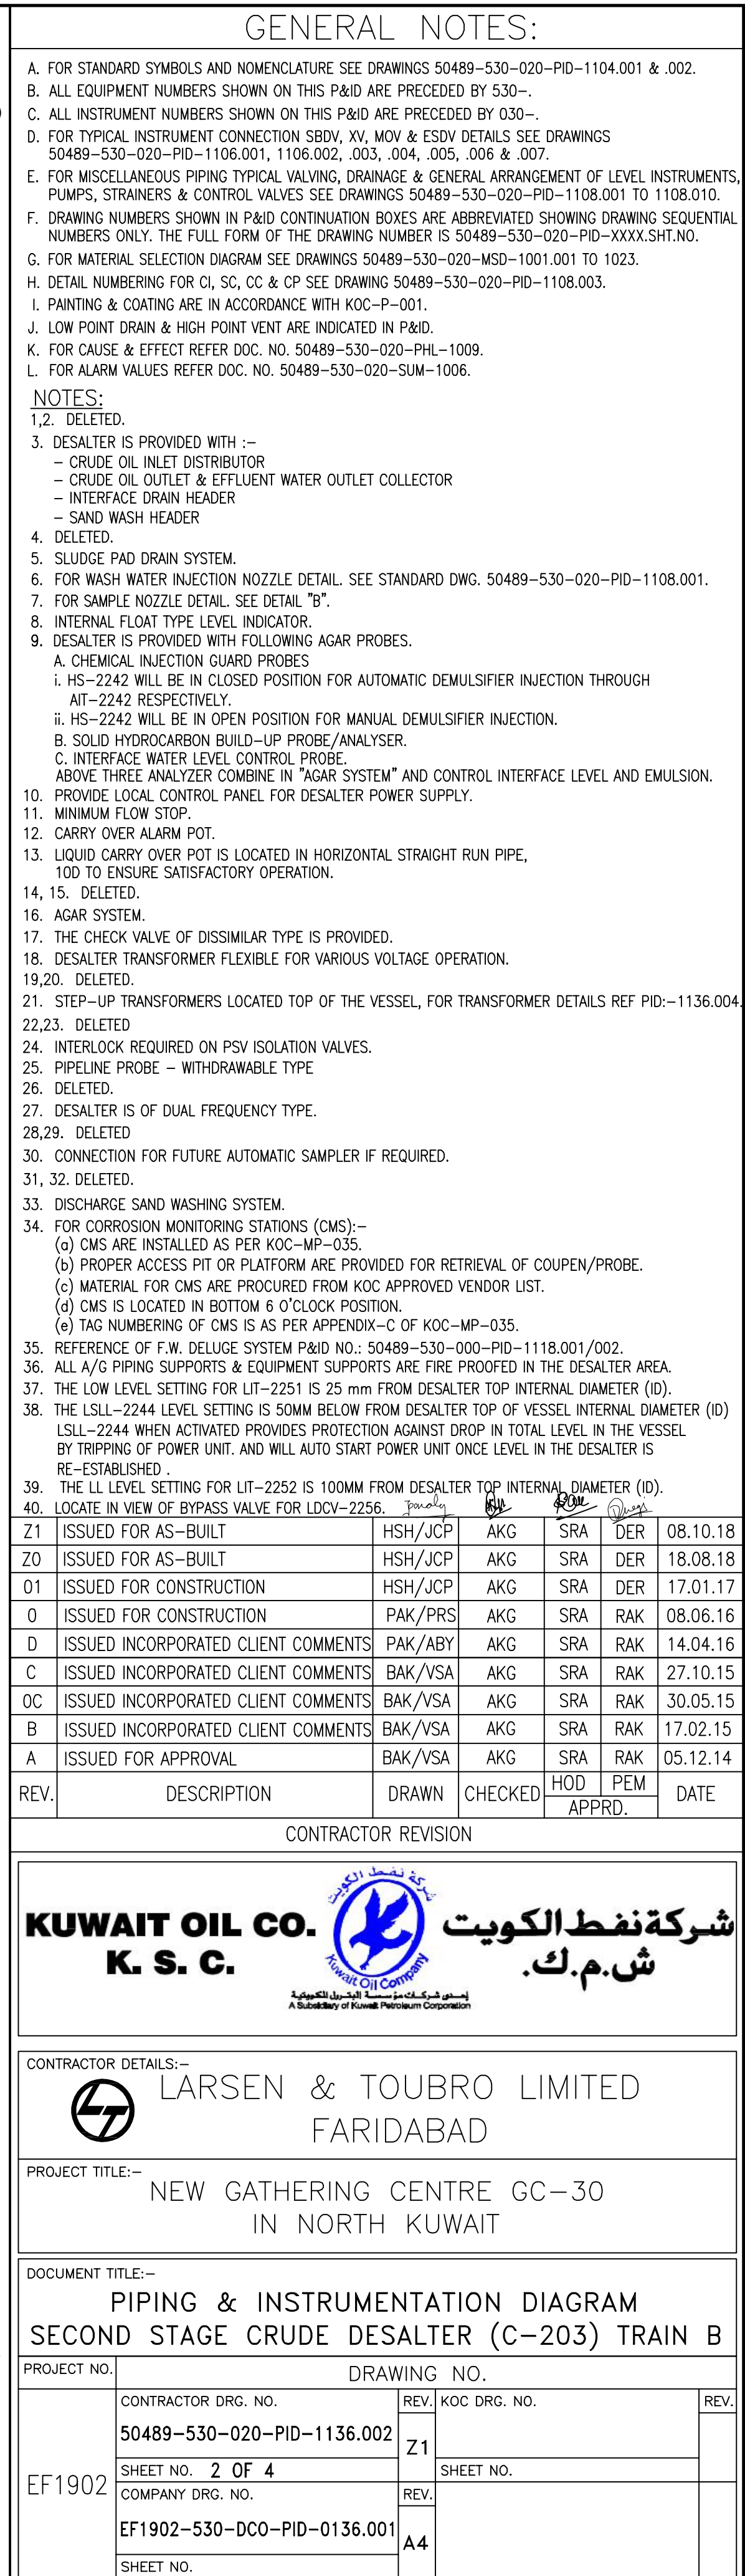 GENERAL NOTES:
A. FOR STANDARD SYMBOLS AND NOMENCLATURE SEE DRAWINGS 50489-530-020-PID-1104.001 & .002.
B. ALL EQUIPMENT NUMBERS SHOWN ON THIS P&ID ARE PRECEDED BY 530-.
C. ALL INSTRUMENT NUMBERS SHOWN ON THIS P&ID ARE PRECEDED BY 030-.
D. FOR TYPICAL INSTRUMENT CONNECTION SBDV, XV, MOV & ESDV DETAILS SEE DRAWINGS
50489-530-020-PID-1106.001, 1106.002, .003, .004, .005, .006 & .007.
E. FOR MISCELLANEOUS PIPING TYPICAL VALVING, DRAINAGE & GENERAL ARRANGEMENT OF LEVEL INSTRUMENTS,
PUMPS, STRAINERS & CONTROL VALVES SEE DRAWINGS 50489-530-020-PID-1108.001 TO 1108.010.
F. DRAWING NUMBERS SHOWN IN P&ID CONTINUATION BOXES ARE ABBREVIATED SHOWING DRAWING SEQUENTIAL
NUMBERS ONLY. THE FULL FORM OF THE DRAWING NUMBER IS 50489-530-020-PID-XXXX.SHT.NO.
G. FOR MATERIAL SELECTION DIAGRAM SEE DRAWINGS 50489-530-020-MSD-1001.001 TO 1023.
H. DETAIL NUMBERING FOR CI, SC, CC & CP SEE DRAWING 50489-530-020-PID-1108.003.
I. PAINTING & COATING ARE IN ACCORDANCE WITH KOC-P-001.
J. LOW POINT DRAIN & HIGH POINT VENT ARE INDICATED IN P&ID.
K. FOR CAUSE & EFFECT REFER DOC. NO. 50489-530-020-PHL-1009.
L. FOR ALARM VALUES REFER DOC. NO. 50489-530-020-SUM-1006.
NOTES:
1,2. DELETED.
3. DESALTER IS PROVIDED WITH :-
- CRUDE OIL INLET DISTRIBUTOR
- CRUDE OIL OUTLET & EFFLUENT WATER OUTLET COLLECTOR
- INTERFACE DRAIN HEADER
- SAND WASH HEADER
4. DELETED.
5. SLUDGE PAD DRAIN SYSTEM.
6. FOR WASH WATER INJECTION NOZZLE DETAIL. SEE STANDARD DWG. 50489-530-020-PID-1108.001.
7. FOR SAMPLE NOZZLE DETAIL. SEE DETAIL "B".
8. INTERNAL FLOAT TYPE LEVEL INDICATOR.
9. DESALTER IS PROVIDED WITH FOLLOWING AGAR PROBES.
A. CHEMICAL INJECTION GUARD PROBES
i. HS-2242 WILL BE IN CLOSED POSITION FOR AUTOMATIC DEMULSIFIER INJECTION THROUGH
AIT-2242 RESPECTIVELY.
ii. HS-2242 WILL BE IN OPEN POSITION FOR MANUAL DEMULSIFIER INJECTION.
B. SOLID HYDROCARBON BUILD-UP PROBE/ANALYSER.
C. INTERFACE WATER LEVEL CONTROL PROBE.
ABOVE THREE ANALYZER COMBINE IN "AGAR SYSTEM" AND CONTROL INTERFACE LEVEL AND EMULSION.
10. PROVIDE LOCAL CONTROL PANEL FOR DESALTER POWER SUPPLY.
11. MINIMUM FLOW STOP.
12. CARRY OVER ALARM POT.
13. LIQUID CARRY OVER POT IS LOCATED IN HORIZONTAL STRAIGHT RUN PIPE,
10D TO ENSURE SATISFACTORY OPERATION.
14, 15. DELETED.
16. AGAR SYSTEM.
17. THE CHECK VALVE OF DISSIMILAR TYPE IS PROVIDED.
18. DESALTER TRANSFORMER FLEXIBLE FOR VARIOUS VOLTAGE OPERATION.
19,20. DELETED.
21. STEP-UP TRANSFORMERS LOCATED TOP OF THE VESSEL, FOR TRANSFORMER DETAILS REF PID:-1136.004.
22,23. DELETED
24. INTERLOCK REQUIRED ON PSV ISOLATION VALVES.
25. PIPELINE PROBE - WITHDRAWABLE TYPE
26. DELETED.
27. DESALTER IS OF DUAL FREQUENCY TYPE.
28,29. DELETED
30. CONNECTION FOR FUTURE AUTOMATIC SAMPLER IF REQUIRED.
31, 32. DELETED.
33. DISCHARGE SAND WASHING SYSTEM.
34. FOR CORROSION MONITORING STATIONS (CMS):-
(a) CMS ARE INSTALLED AS PER KOC-MP-035.
(b) PROPER ACCESS PIT OR PLATFORM ARE PROVIDED FOR RETRIEVAL OF COUPEN/PROBE.
(c) MATERIAL FOR CMS ARE PROCURED FROM KOC APPROVED VENDOR LIST.
(d) CMS IS LOCATED IN BOTTOM 6 O'CLOCK POSITION.
(e) TAG NUMBERING OF CMS IS AS PER APPENDIX-C OF KOC-MP-035.
35. REFERENCE OF F.W. DELUGE SYSTEM P&ID NO.: 50489-530-000-PID-1118.001/002.
36. ALL A/G PIPING SUPPORTS & EQUIPMENT SUPPORTS ARE FIRE PROOFED IN THE DESALTER AREA.
37. THE LOW LEVEL SETTING FOR LIT-2251 IS 25 mm FROM DESALTER TOP INTERNAL DIAMETER (ID).
38. THE LSLL-2244 LEVEL SETTING IS 50MM BELOW FROM DESALTER TOP OF VESSEL INTERNAL DIAMETER (ID)
LSLL-2244 WHEN ACTIVATED PROVIDES PROTECTION AGAINST DROP IN TOTAL LEVEL IN THE VESSEL
BY TRIPPING OF POWER UNIT. AND WILL AUTO START POWER UNIT ONCE LEVEL IN THE DESALTER IS
RE-ESTABLISHED .
39. THE LL LEVEL SETTING FOR LIT-2252 IS 100MM FROM DESALTER TOP INTERNAL DIAMETER (ID).
40. LOCATE IN VIEW OF BYPASS VALVE FOR LDCV-2256.
Z1 ISSUED FOR AS-BUILT HSH/JCP AKG SRA DER 08.10.18
Z0 ISSUED FOR AS-BUILT HSH/JCP AKG SRA DER 18.08.18
01 ISSUED FOR CONSTRUCTION HSH/JCP AKG SRA DER 17.01.17
0 ISSUED FOR CONSTRUCTION PAK/PRS AKG SRA RAK 08.06.16
D ISSUED INCORPORATED CLIENT COMMENTS PAK/ABY AKG SRA RAK 14.04.16
C ISSUED INCORPORATED CLIENT COMMENTS BAK/VSA AKG SRA RAK 27.10.15
0C ISSUED INCORPORATED CLIENT COMMENTS BAK/VSA AKG SRA RAK 30.05.15
B ISSUED INCORPORATED CLIENT COMMENTS BAK/VSA AKG SRA RAK 17.02.15
A ISSUED FOR APPROVAL BAK/VSA AKG SRA RAK 05.12.14
REV. DESCRIPTION DRAWN CHECKED HOD PEM DATE
APPRD.
CONTRACTOR REVISION
شركة نفط الكويت
KUWAIT OIL CO. شركة نفط الكويت
K. S. C. ش.م.ك.
Kuwait Oil Company
إحدى شركات مؤسسة البترول الكويتية
A Subsidiary of Kuwait Petroleum Corporation
CONTRACTOR DETAILS:-
LARSEN & TOUBRO LIMITED
FARIDABAD
PROJECT TITLE:-
NEW GATHERING CENTRE GC-30
IN NORTH KUWAIT
DOCUMENT TITLE:-
PIPING & INSTRUMENTATION DIAGRAM
SECOND STAGE CRUDE DESALTER (C-203) TRAIN B
PROJECT NO. DRAWING NO.
CONTRACTOR DRG. NO. REV. KOC DRG. NO. REV.
50489-530-020-PID-1136.002 Z1
SHEET NO. 2 OF 4 SHEET NO.
EF1902
COMPANY DRG. NO. REV.
EF1902-530-DCO-PID-0136.001 A4
SHEET NO.